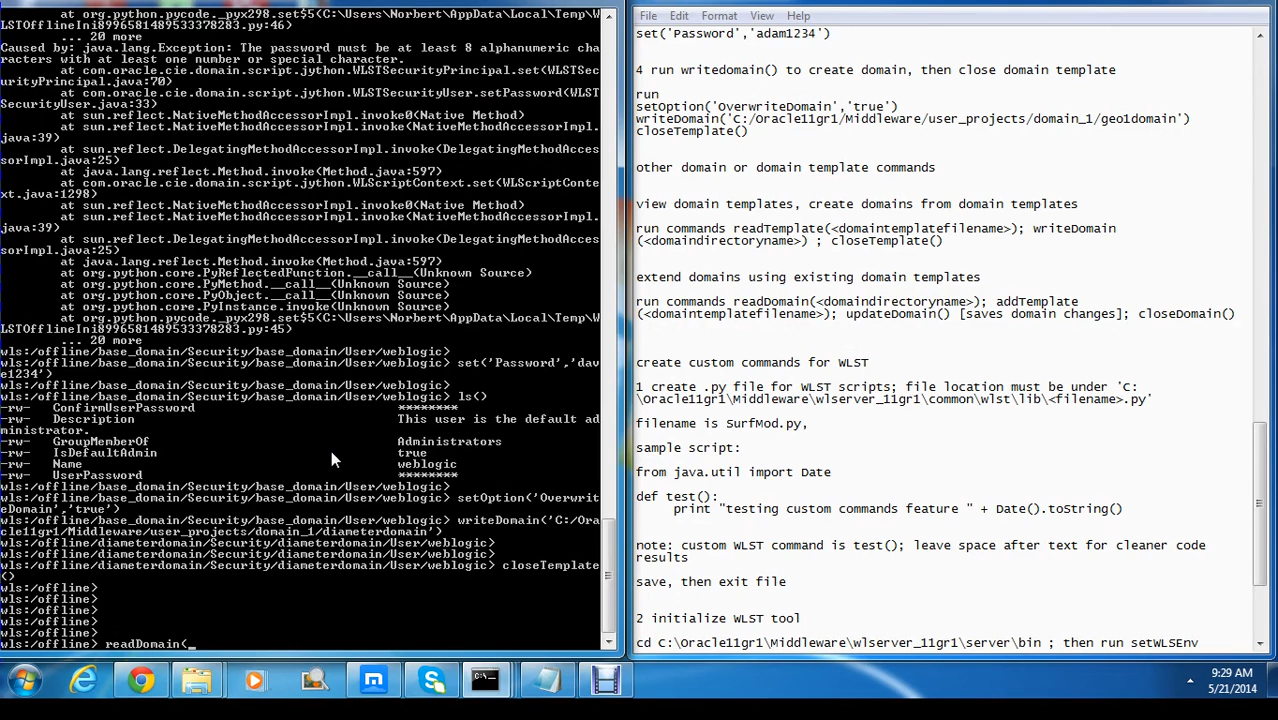 at org.python.pycode._pyx298.set$5(C:\Users\Norbert\AppData\Local\Temp\W
LSTOfflineIni8996581489533378283.py:46)
... 20 more
Caused by: java.lang.Exception: The password must be at least 8 alphanumeric cha
racters with at least one number or special character.
at com.oracle.cie.domain.script.jython.WLSTSecurityPrincipal.set(WLSTSec
urityPrincipal.java:70)
at com.oracle.cie.domain.script.jython.WLSTSecurityUser.setPassword(WLST
SecurityUser.java:33)
at sun.reflect.NativeMethodAccessorImpl.invoke0(Native Method)
at sun.reflect.NativeMethodAccessorImpl.invoke(NativeMethodAccessorImpl.
java:39)
at sun.reflect.DelegatingMethodAccessorImpl.invoke(DelegatingMethodAcces
sorImpl.java:25)
at java.lang.reflect.Method.invoke(Method.java:597)
at com.oracle.cie.domain.script.jython.WLScriptContext.set(WLScriptConte
xt.java:1298)
at sun.reflect.NativeMethodAccessorImpl.invoke0(Native Method)
at sun.reflect.NativeMethodAccessorImpl.invoke(NativeMethodAccessorImpl.
java:39)
at sun.reflect.DelegatingMethodAccessorImpl.invoke(DelegatingMethodAcces
sorImpl.java:25)
at java.lang.reflect.Method.invoke(Method.java:597)
at org.python.core.PyReflectedFunction.__call__(Unknown Source)
at org.python.core.PyMethod.__call__(Unknown Source)
at org.python.core.PyObject.__call__(Unknown Source)
at org.python.core.PyInstance.invoke(Unknown Source)
at org.python.pycode._pyx298.set$5(C:\Users\Norbert\AppData\Local\Temp\W
LSTOfflineIni8996581489533378283.py:45)
... 20 more
wls:/offline/base_domain/Security/base_domain/User/weblogic>
wls:/offline/base_domain/Security/base_domain/User/weblogic> set('Password','dav
e1234')
wls:/offline/base_domain/Security/base_domain/User/weblogic>
wls:/offline/base_domain/Security/base_domain/User/weblogic> ls()
-rw- ConfirmUserPassword ********
-rw- Description This user is the default ad
ministrator.
-rw- GroupMemberOf Administrators
-rw- IsDefaultAdmin true
-rw- Name weblogic
-rw- UserPassword ********
wls:/offline/base_domain/Security/base_domain/User/weblogic>
wls:/offline/base_domain/Security/base_domain/User/weblogic> setOption('Overwrit
eDomain','true')
wls:/offline/base_domain/Security/base_domain/User/weblogic> writeDomain('C:/Ora
cle11gr1/Middleware/user_projects/domain_1/diameterdomain')
wls:/offline/diameterdomain/Security/diameterdomain/User/weblogic>
wls:/offline/diameterdomain/Security/diameterdomain/User/weblogic>
wls:/offline/diameterdomain/Security/diameterdomain/User/weblogic> closeTemplate
()
wls:/offline>
wls:/offline>
wls:/offline>
wls:/offline>
wls:/offline>
wls:/offline> readDomain(_
File Edit Format View Help
set('Password','adam1234')
4 run writedomain() to create domain, then close domain template
run
setOption('OverwriteDomain','true')
writeDomain('C:/Oracle11gr1/Middleware/user_projects/domain_1/geo1domain')
closeTemplate()
other domain or domain template commands
view domain templates, create domains from domain templates
run commands readTemplate(<domaintemplatefilename>); writeDomain
(<domaindirectoryname>) ; closeTemplate()
extend domains using existing domain templates
run commands readDomain(<domaindirectoryname>); addTemplate
(<domaintemplatefilename>); updateDomain() [saves domain changes]; closeDomain()
create custom commands for WLST
1 create .py file for WLST scripts; file location must be under 'C:
\Oracle11gr1\Middleware\wlserver_11gr1\common\wlst\lib\<filename>.py'
filename is SurfMod.py,
sample script:
from java.util import Date
def test():
print "testing custom commands feature " + Date().toString()
note: custom WLST command is test(); leave space after text for cleaner code
results
save, then exit file
2 initialize WLST tool
cd C:\Oracle11gr1\Middleware\wlserver_11gr1\server\bin ; then run setWLSEnv
9:29 AM
5/21/2014